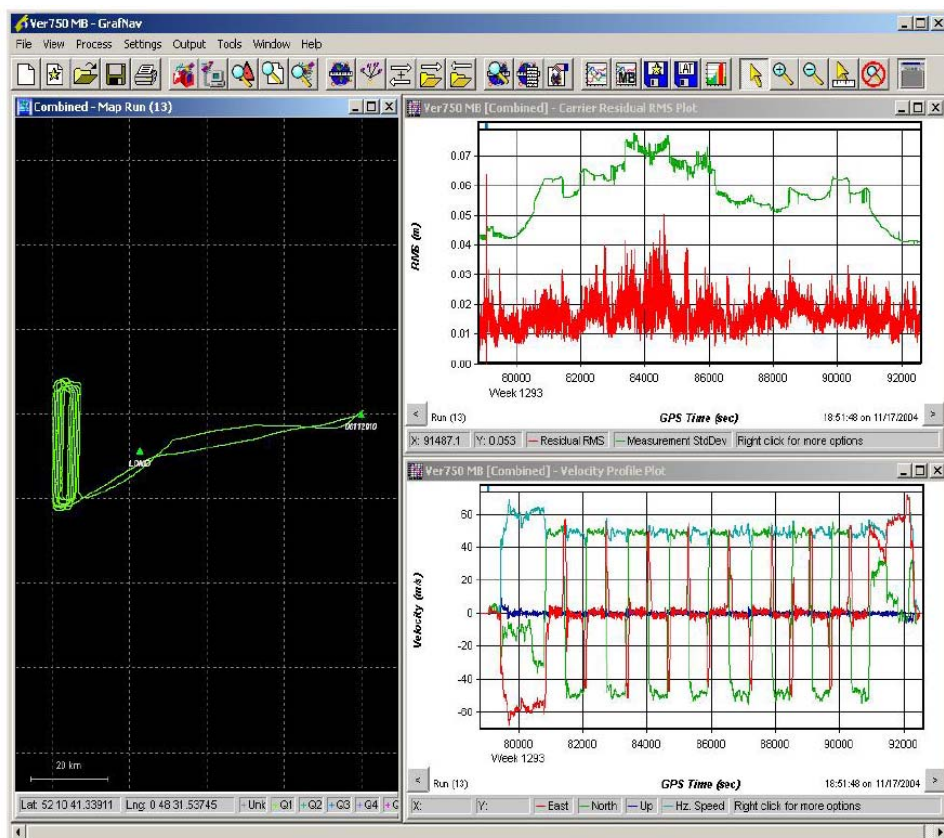 Ver750 MB - GrafNav
File View Process Settings Output Tools Window Help
MB
AT
Combined - Map Run (13)
20 km
Lat: 52 10 41.33911 Lng: 0 48 31.53745 Unk Q1 Q2 Q3 Q4
Ver750 MB [Combined] - Carrier Residual RMS Plot
RMS (m)
0.07
0.06
0.05
0.04
0.03
0.02
0.01
0.00
80000 82000 84000 86000 88000 90000 92000
Week 1293
Run (13) GPS Time (sec) 18:51:48 on 11/17/2004
X: 91487.1 Y: 0.053 Residual RMS Measurement StdDev Right click for more options
Ver750 MB [Combined] - Velocity Profile Plot
Velocity (m/s)
60
40
20
0
-20
-40
-60
80000 82000 84000 86000 88000 90000 92000
Week 1293
Run (13) GPS Time (sec) 18:51:48 on 11/17/2004
X: Y: East North Up Hz. Speed Right click for more options